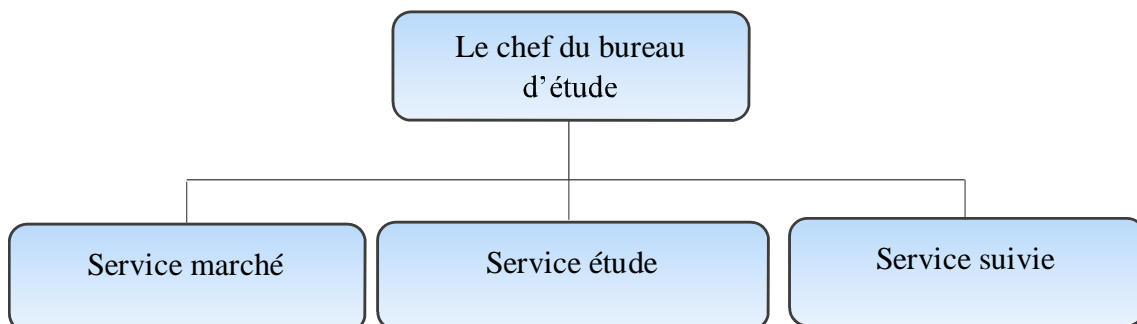 Le chef du bureau
d’étude
Service marché
Service étude
Service suivie